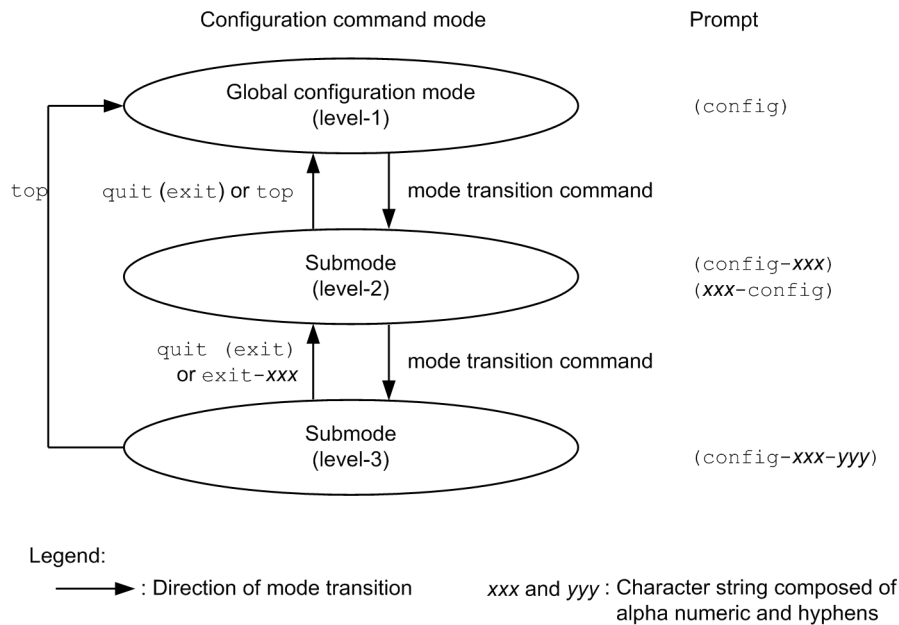 Configuration command mode
Prompt
Global configuration mode
(level-1)
(config)
top
quit (exit) or top
mode transition command
Submode
(level-2)
(config-xxx)
(xxx-config)
quit (exit)
or exit-xxx
mode transition command
Submode
(level-3)
(config-xxx-yyy)
Legend:
: Direction of mode transition
xxx and yyy : Character string composed of
alpha numeric and hyphens